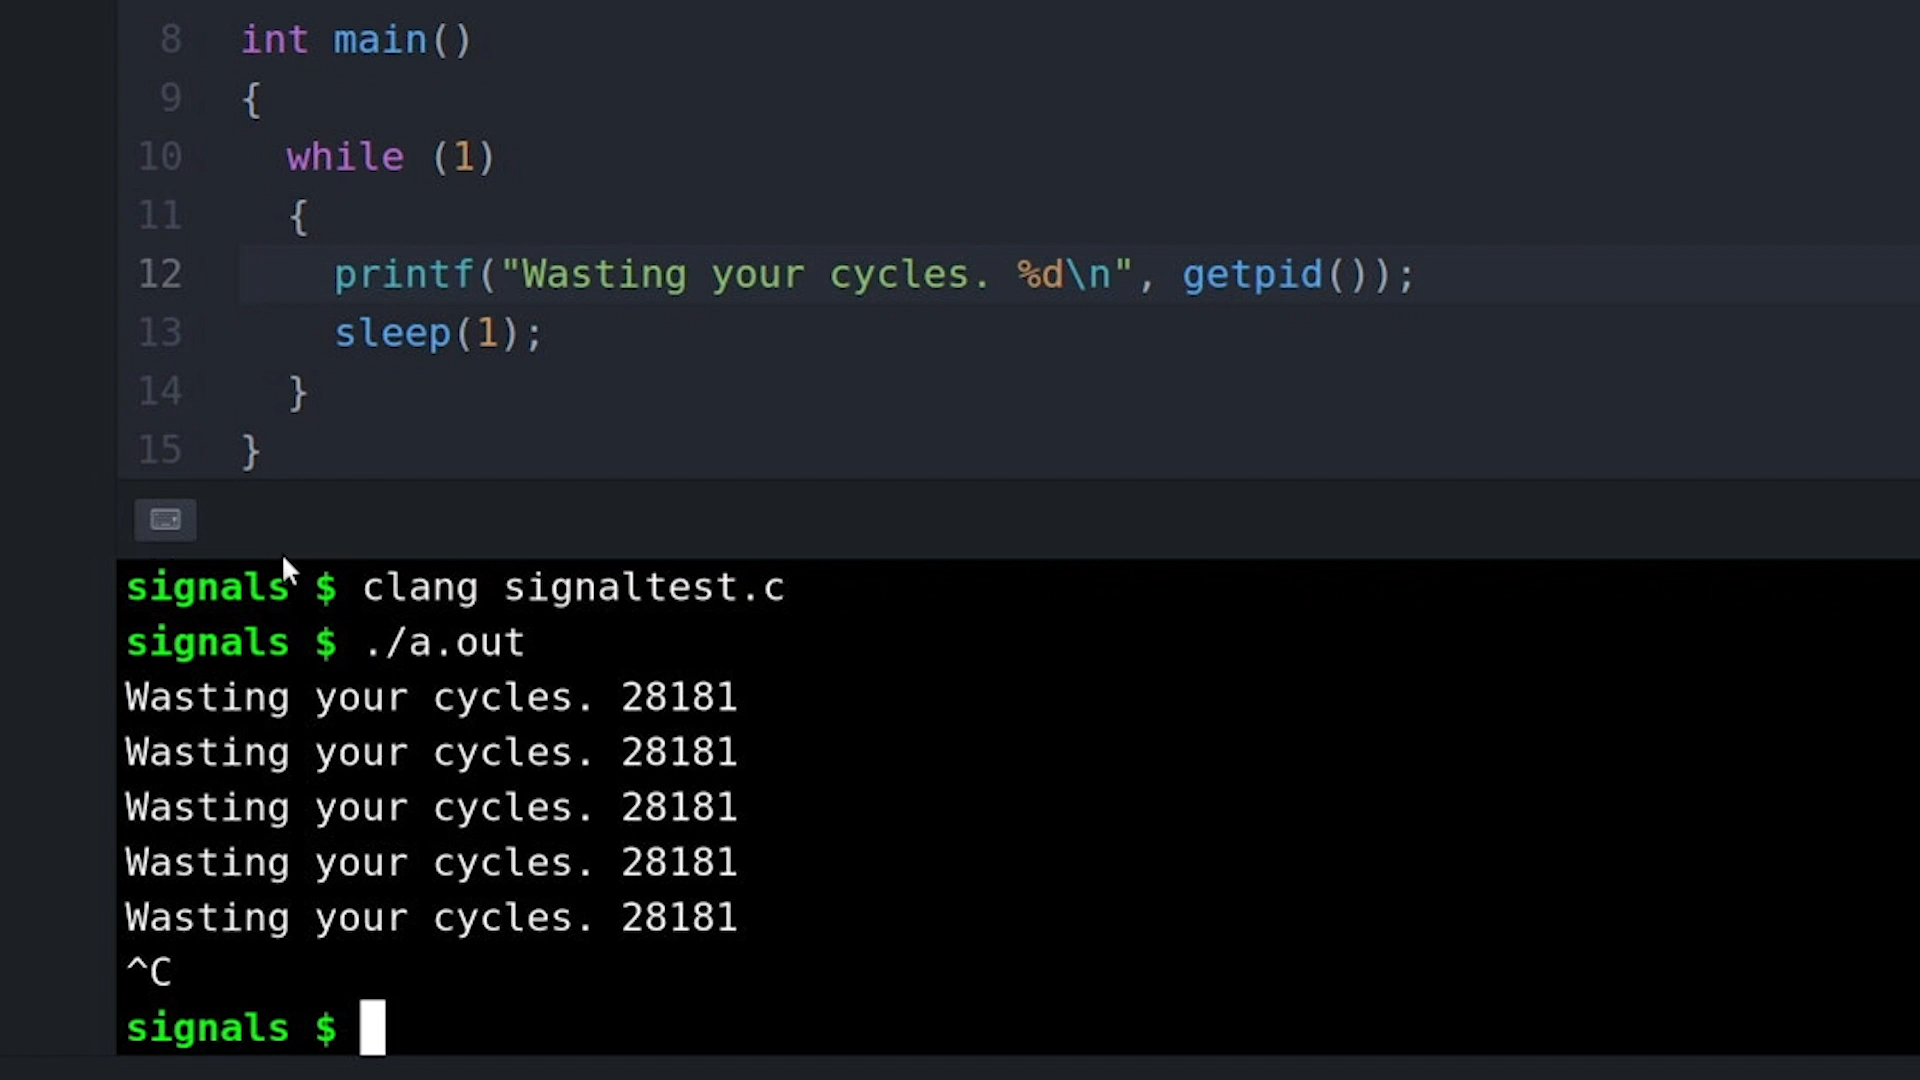 8 int main()
9 {
10 while (1)
11 {
12 printf("Wasting your cycles. %d\n", getpid());
13 sleep(1);
14 }
15 }
signals $ clang signaltest.c
signals $ ./a.out
Wasting your cycles. 28181
Wasting your cycles. 28181
Wasting your cycles. 28181
Wasting your cycles. 28181
Wasting your cycles. 28181
^C
signals $